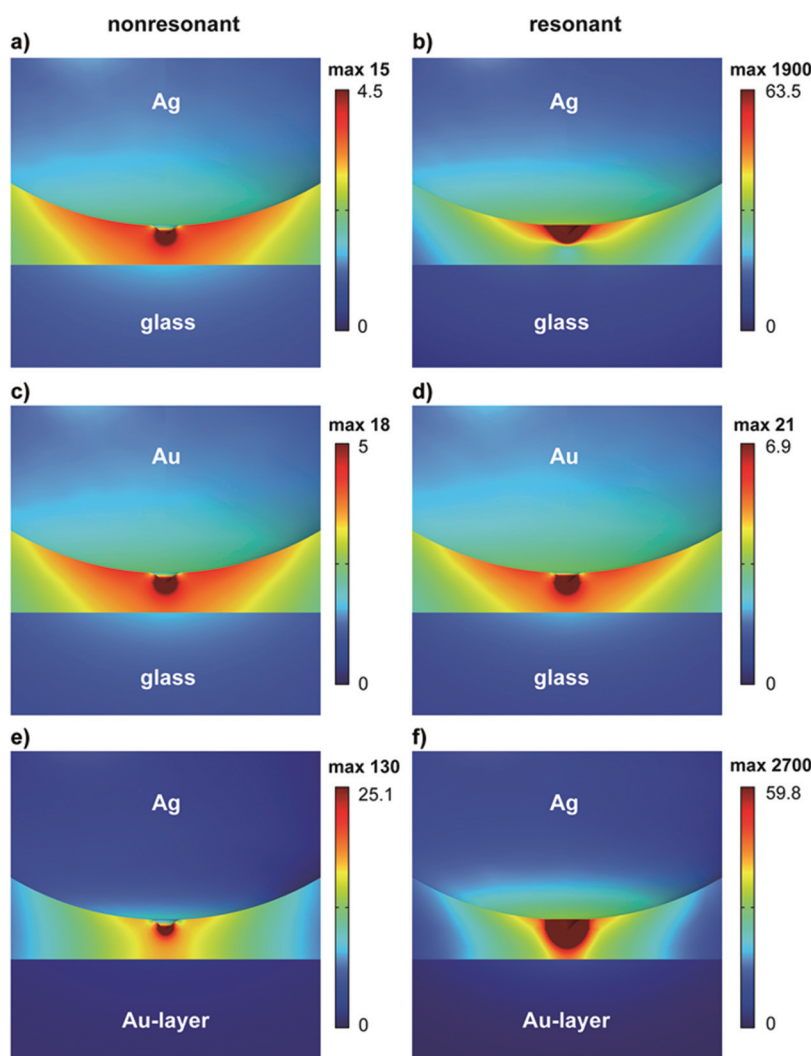 nonresonant
resonant
a)
b)
max 15
4.5
Ag
glass
0
max 1900
63.5
Ag
glass
0
c)
d)
max 18
5
Au
glass
0
max 21
6.9
Au
glass
0
e)
f)
max 130
25.1
Ag
Au-layer
0
max 2700
59.8
Ag
Au-layer
0